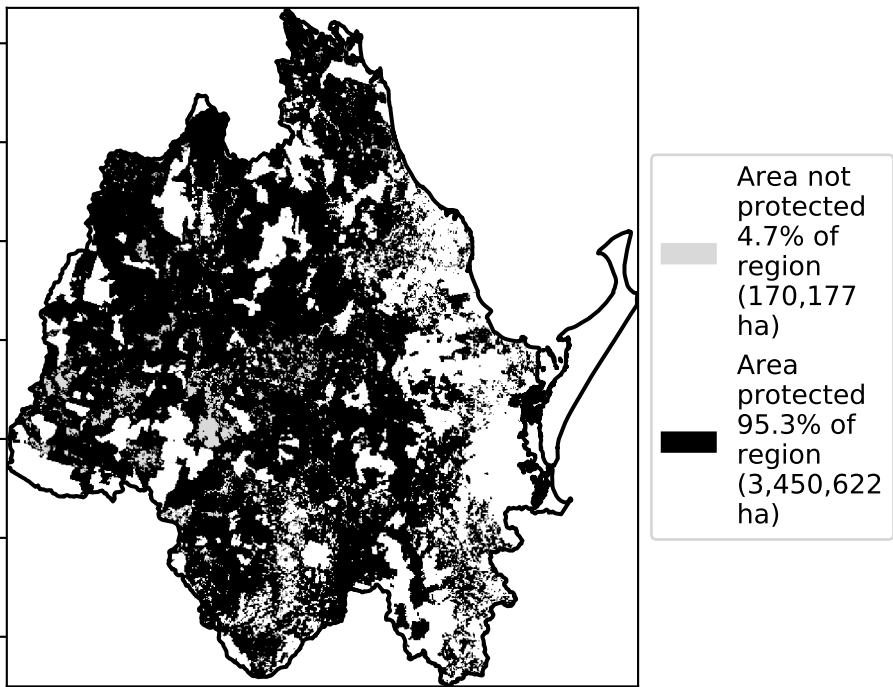 Area not
protected
4.7% of
region
(170,177
ha)
Area
protected
95.3% of
region
(3,450,622
ha)